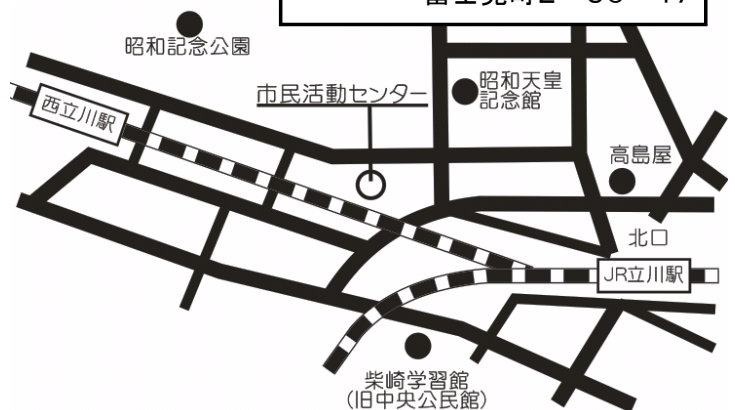 昭和記念公園
西立川駅
市民活動センター
昭和天皇
記念館
高島屋
北口
JR立川駅
柴崎学習館
(旧中央公民館)